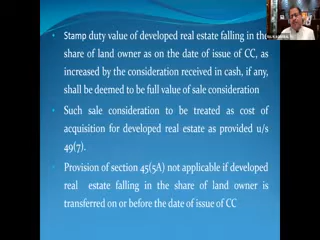 Stamp duty value of developed real estate falling in the
share of land owner as on the date of issue of CC, as
increased by the consideration received in cash, if any,
shall be deemed to be full value of sale consideration
Such sale consideration to be treated as cost of
acquisition for developed real estate as provided u/s
49(7).
Provision of section 45(5A) not applicable if developed
real estate falling in the share of land owner is
transferred on or before the date of issue of CC